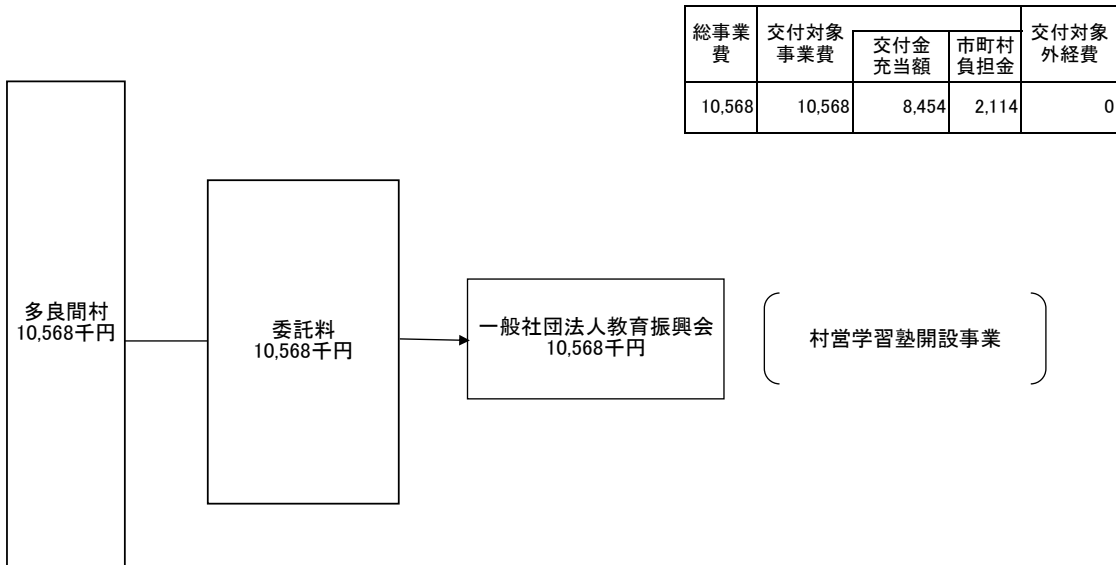 総事業
費
交付対象
事業費
交付金
充当額
市町村
負担金
交付対象
外経費
10,568
10,568
8,454
2,114
0
多良間村
10,568千円
委託料
10,568千円
一般社団法人教育振興会
10,568千円
村営学習塾開設事業